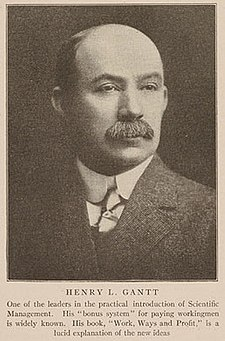 HENRY L. GANTT
One of the leaders in the practical introduction of Scientific
Management. His "bonus system" for paying workingmen
is widely known. His book, "Work, Ways and Profit," is a
lucid explanation of the new ideas